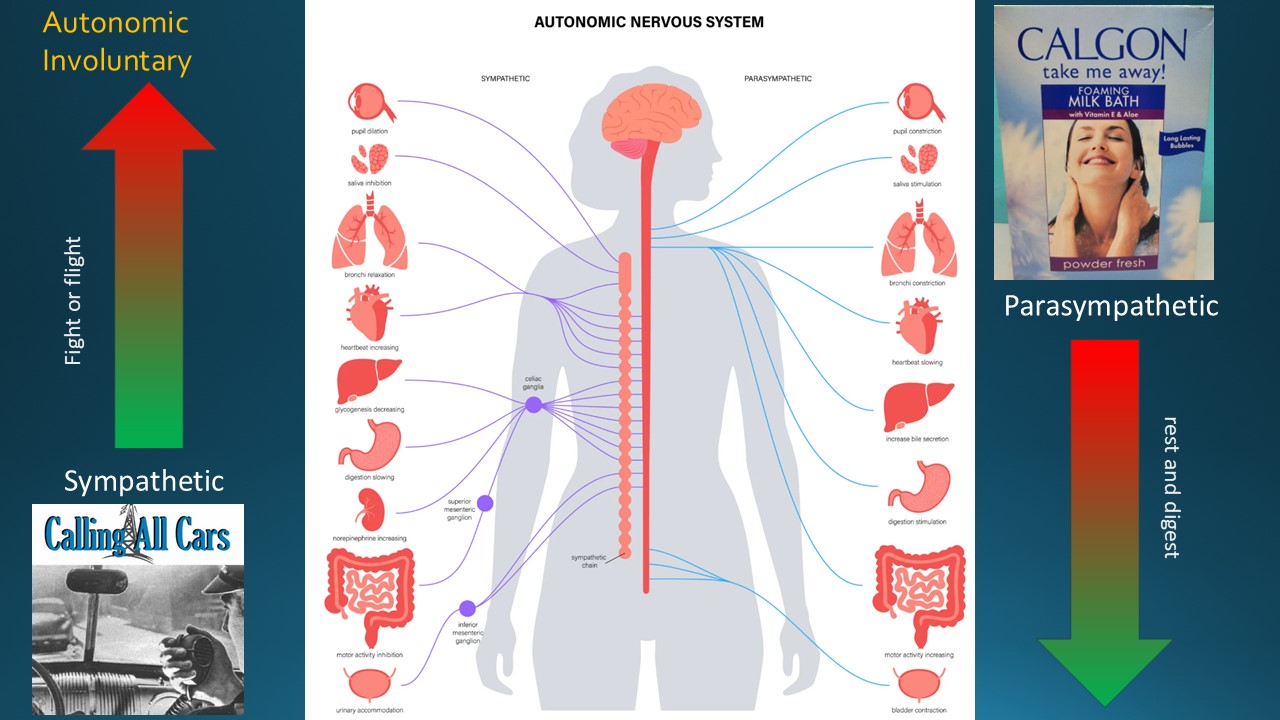 Autonomic
Involuntary
Fight or flight
Sympathetic
Calling All Cars
AUTONOMIC NERVOUS SYSTEM
SYMPATHETIC
PARASYMPATHETIC
pupil dilation
saliva inhibition
bronchi relaxation
heartbeat increasing
glycogenesis decreasing
digestion slowing
norepinephrine increasing
motor activity inhibition
urinary accommodation
celiac
ganglia
superior
mesenteric
ganglion
inferior
mesenteric
ganglion
sympathetic
chain
pupil constriction
saliva stimulation
bronchi constriction
heartbeat slowing
increase bile secretion
digestion stimulation
motor activity increasing
bladder contraction
CALGON
take me away!
FOAMING
MILK BATH
with Vitamin E & Aloe
Long Lasting
Bubbles
powder fresh
Parasympathetic
rest and digest